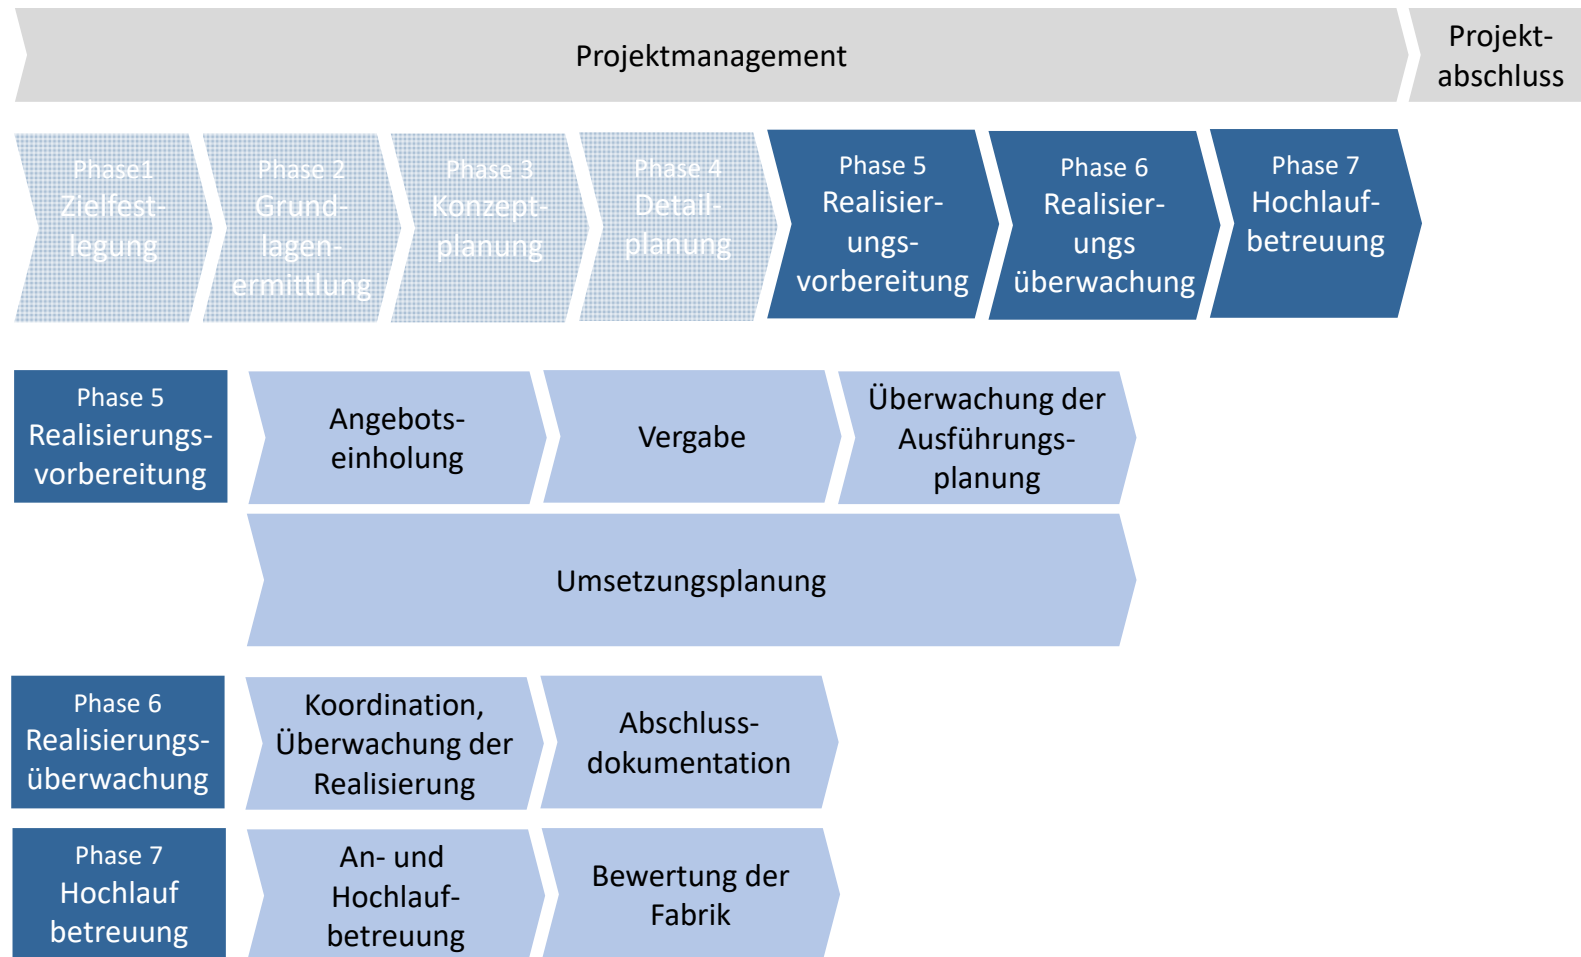 Projektmanagement
Projekt-
abschluss
Phase1
Zielfest-
legung
Phase 2
Grund-
lagen-
ermittlung
Phase 3
Konzept-
planung
Phase 4
Detail-
planung
Phase 5
Realisier-
ungs-
vorbereitung
Phase 6
Realisier-
ungs
überwachung
Phase 7
Hochlauf-
betreuung
Phase 5
Realisierungs-
vorbereitung
Angebots-
einholung
Vergabe
Überwachung der
Ausführungs-
planung
Umsetzungsplanung
Phase 6
Realisierungs-
überwachung
Koordination,
Überwachung der
Realisierung
Abschluss-
dokumentation
Phase 7
Hochlauf
betreuung
An- und
Hochlauf-
betreuung
Bewertung der
Fabrik